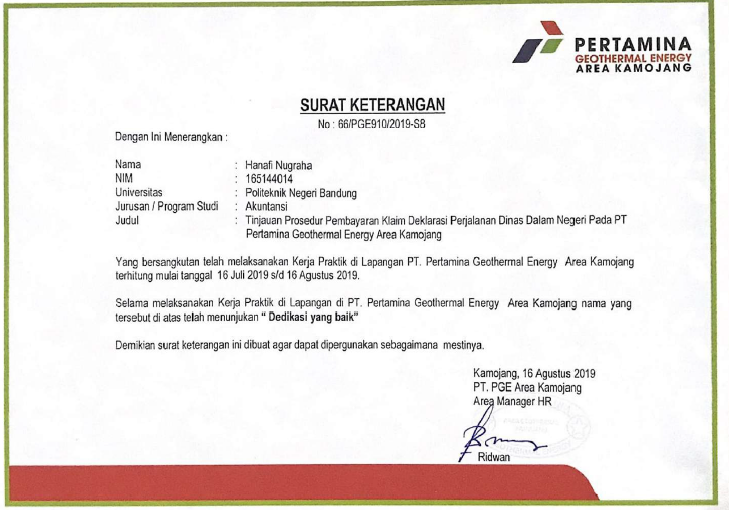 PERTAMINA
GEOTHERMAL ENERGY
AREA KAMOJANG
SURAT KETERANGAN
No : 66/PGE910/2019-S8
Dengan Ini Menerangkan :
Nama : Hanafi Nugraha
NIM : 165144014
Universitas : Politeknik Negeri Bandung
Jurusan / Program Studi : Akuntansi
Judul : Tinjauan Prosedur Pembayaran Klaim Deklarasi Perjalanan Dinas Dalam Negeri Pada PT
Pertamina Geothermal Energy Area Kamojang
Yang bersangkutan telah melaksanakan Kerja Praktik di Lapangan PT. Pertamina Geothermal Energy Area Kamojang
terhitung mulai tanggal 16 Juli 2019 s/d 16 Agustus 2019.
Selama melaksanakan Kerja Praktik di Lapangan di PT. Pertamina Geothermal Energy Area Kamojang nama yang
tersebut di atas telah menunjukan “ Dedikasi yang baik”
Demikian surat keterangan ini dibuat agar dapat dipergunakan sebagaimana mestinya.
Kamojang, 16 Agustus 2019
PT. PGE Area Kamojang
Area Manager HR
Ridwan